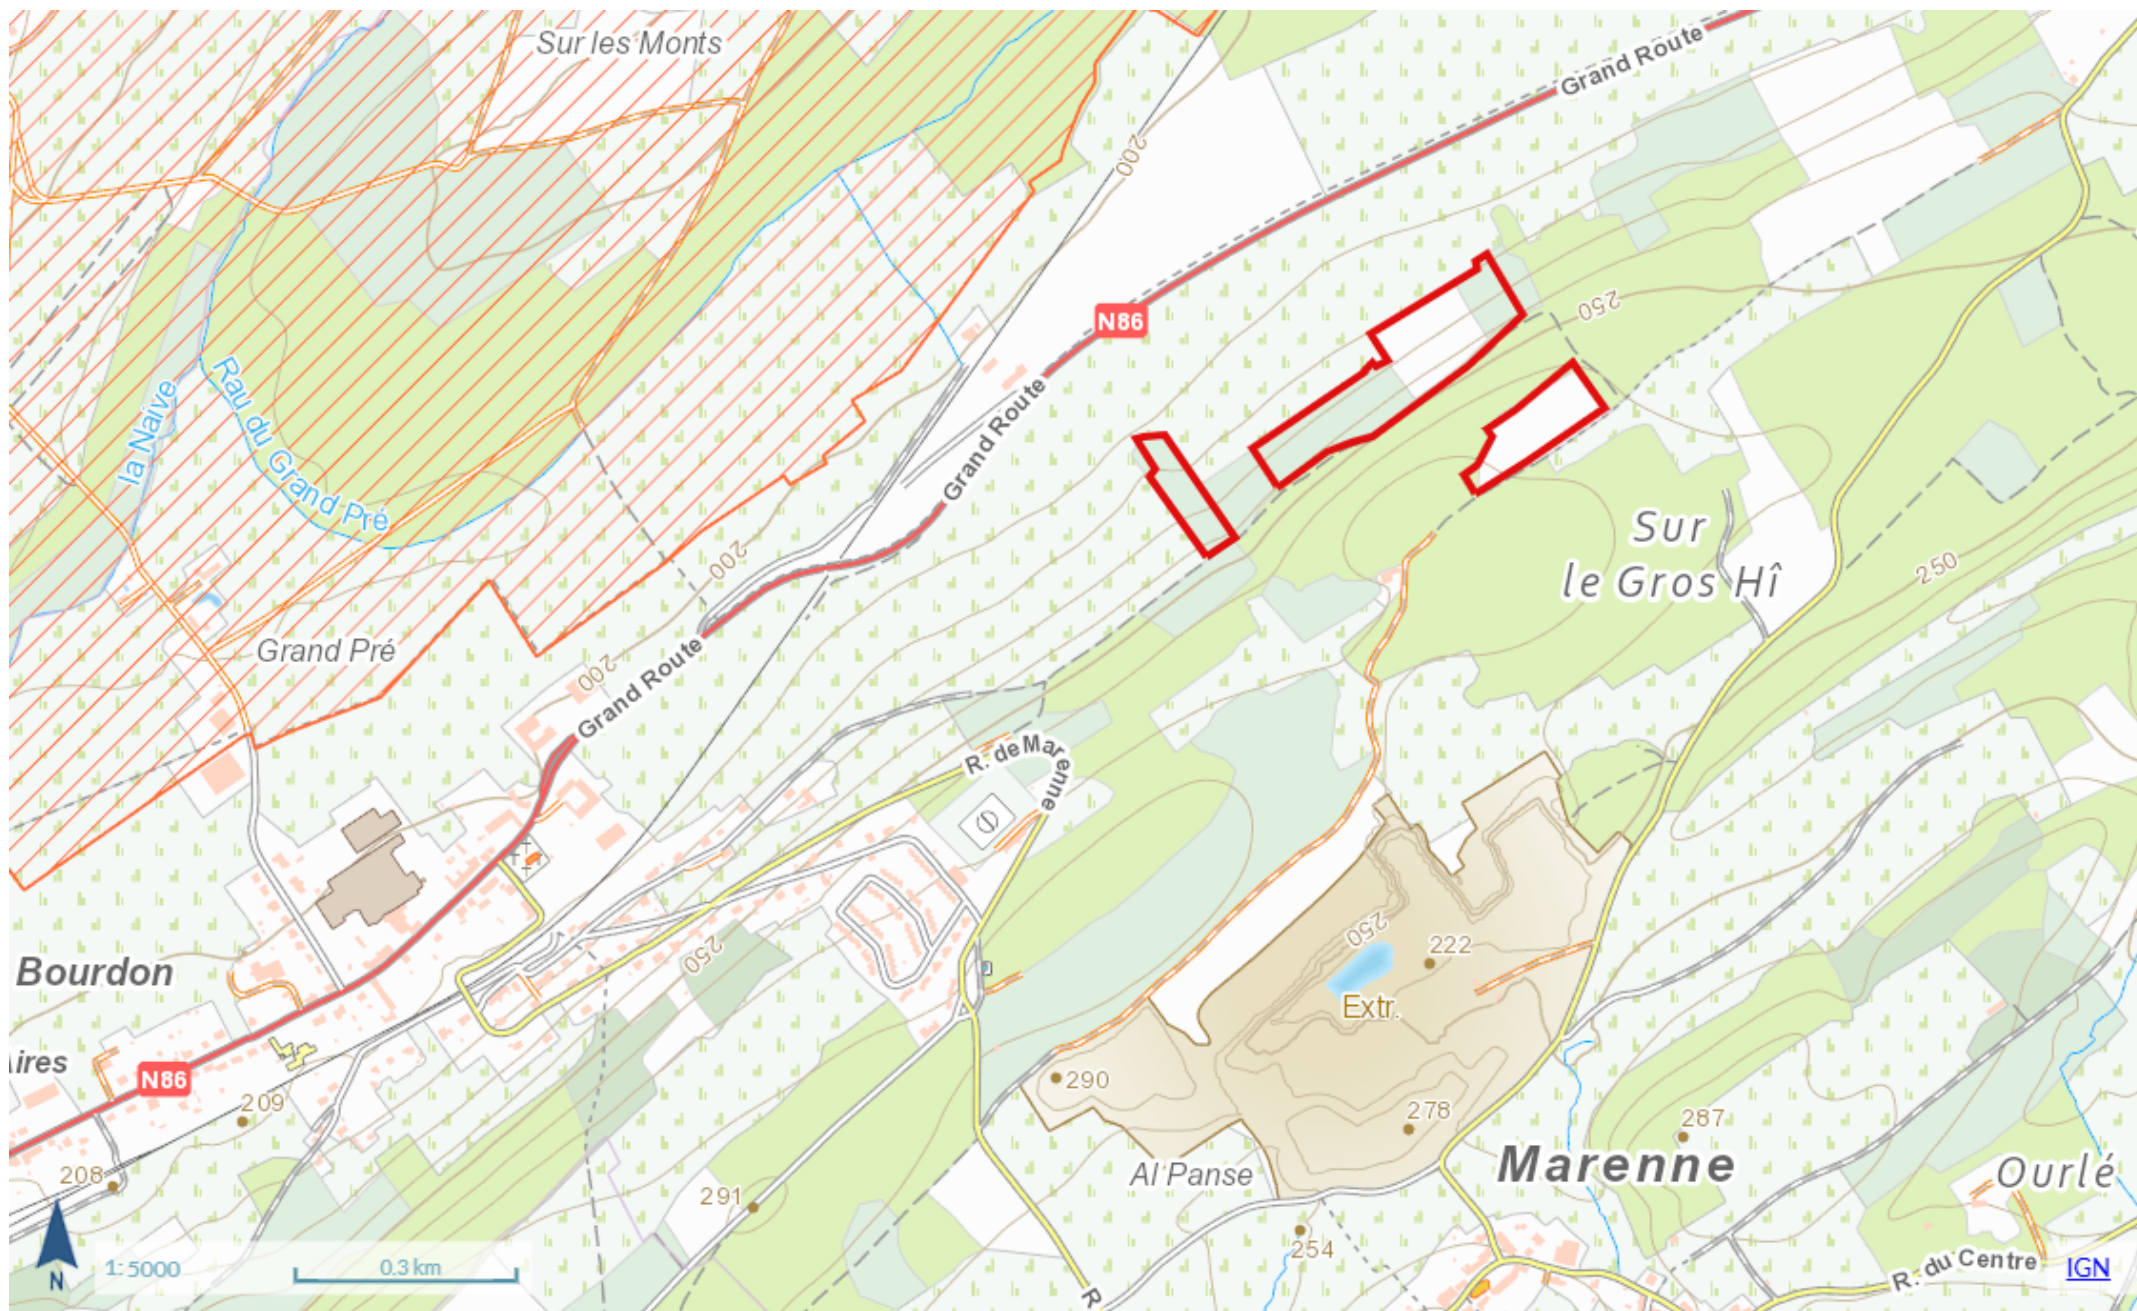 Sur les Monts
Grand Route
200
N86
250
Rau du Grand Pré
la Naive
Grand Route
Sur
le Gros Hî
200
250
Grand Pré
200
Grand Route
R. de Marenne
250
250
222
Extr.
Bourdon
Aires
N86
290
209
278
287
Marenne
208
291
Al Panse
Ourlé
254
R. du Centre
R
N
1: 5000
0.3 km
IGN